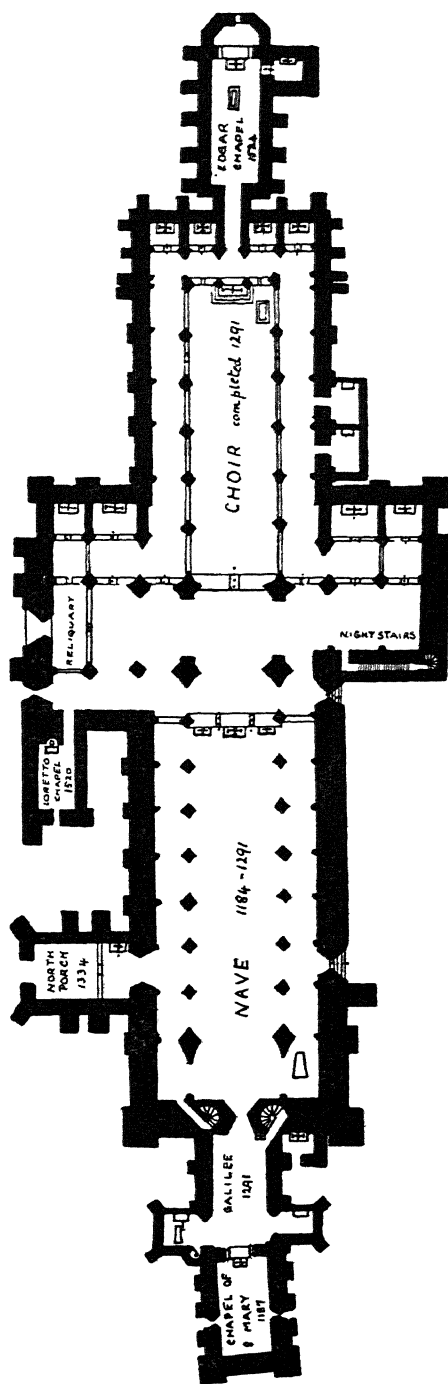 EDGAR
CHAPEL
1524
CHOIR completed 1291
RELIQUARY
NIGHT STAIRS
LORETTO
CHAPEL
1520
NAVE 1184-1291
NORTH
PORCH
1334
GALILEE
1291
CHAPEL OF
S MARY
1187